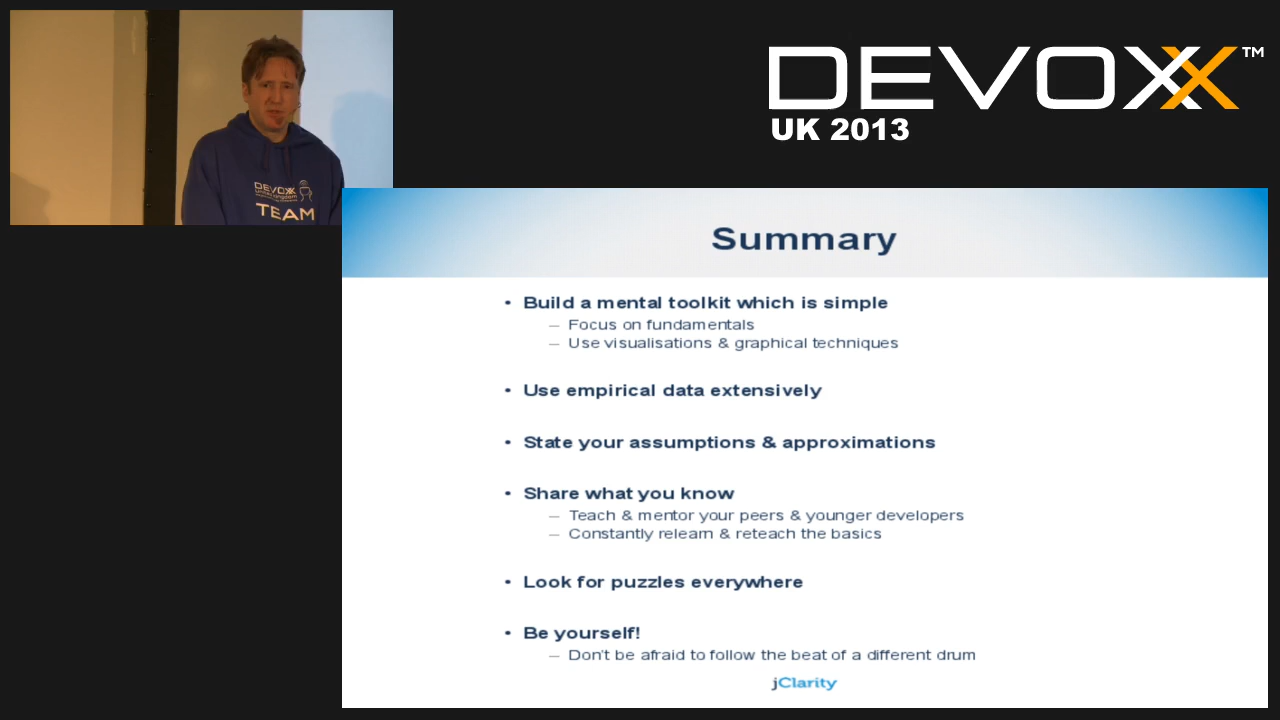 DEVOXX™
UK 2013
DEVOXX
TEAM
Summary
• Build a mental toolkit which is simple
– Focus on fundamentals
– Use visualisations & graphical techniques
• Use empirical data extensively
• State your assumptions & approximations
• Share what you know
– Teach & mentor your peers & younger developers
– Constantly relearn & reteach the basics
• Look for puzzles everywhere
• Be yourself!
– Don't be afraid to follow the beat of a different drum
jClarity